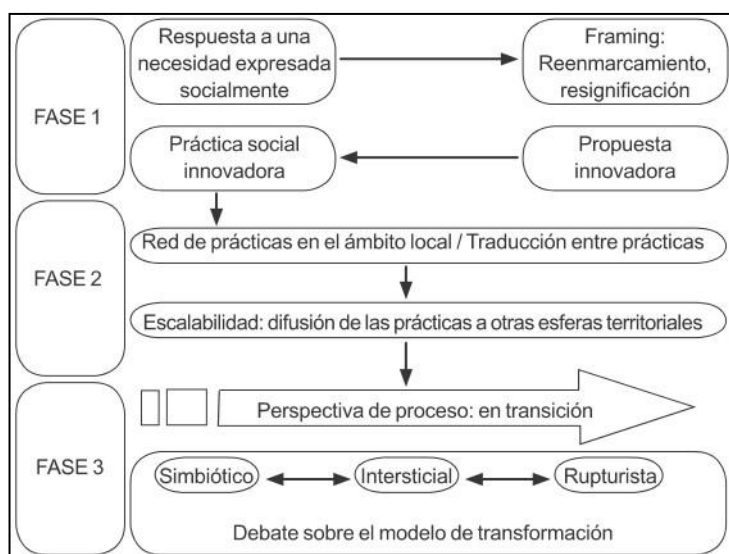 FASE 1
Respuesta a una
necesidad expresada
socialmente
Framing:
Reenmarcamiento,
resignificación
Práctica social
innovadora
Propuesta
innovadora
FASE 2
Red de prácticas en el ámbito local / Traducción entre prácticas
Escalabilidad: difusión de las prácticas a otras esferas territoriales
FASE 3
Perspectiva de proceso: en transición
Simbiótico
Intersticial
Rupturista
Debate sobre el modelo de transformación